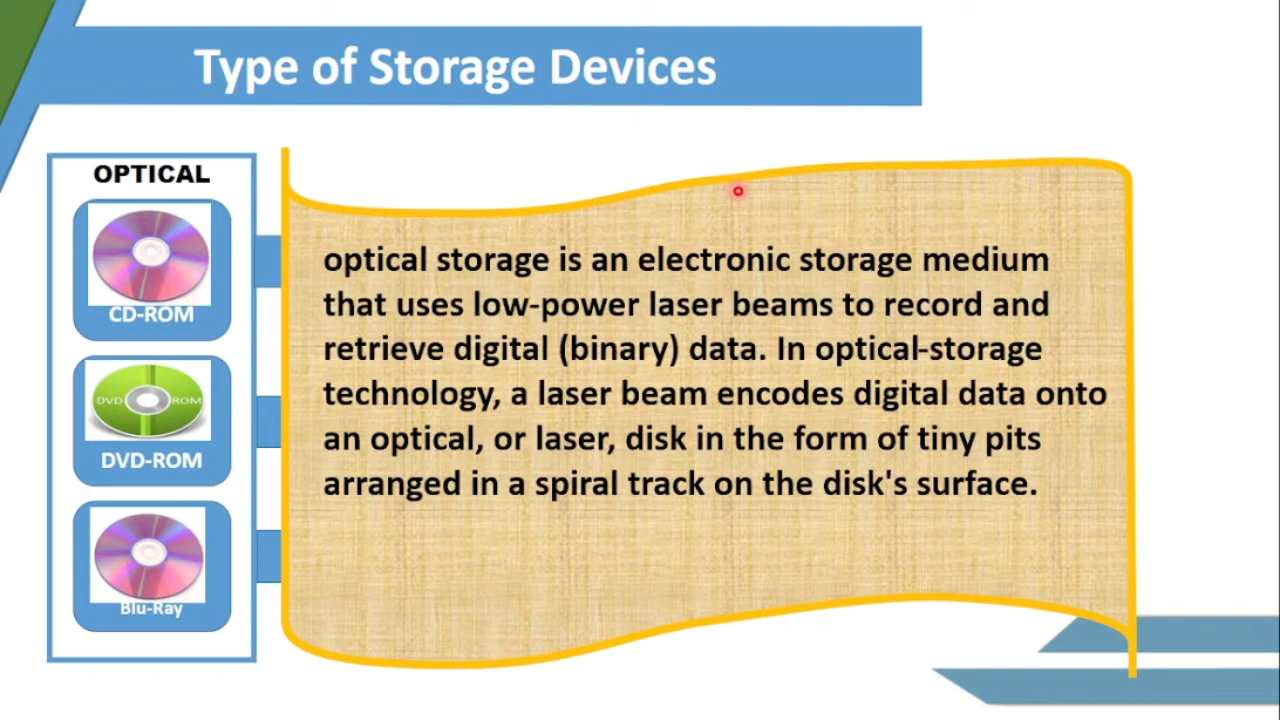 Type of Storage Devices
OPTICAL
CD-ROM
DVD ROM
DVD-ROM
Blu-Ray
optical storage is an electronic storage medium
that uses low-power laser beams to record and
retrieve digital (binary) data. In optical-storage
technology, a laser beam encodes digital data onto
an optical, or laser, disk in the form of tiny pits
arranged in a spiral track on the disk's surface.